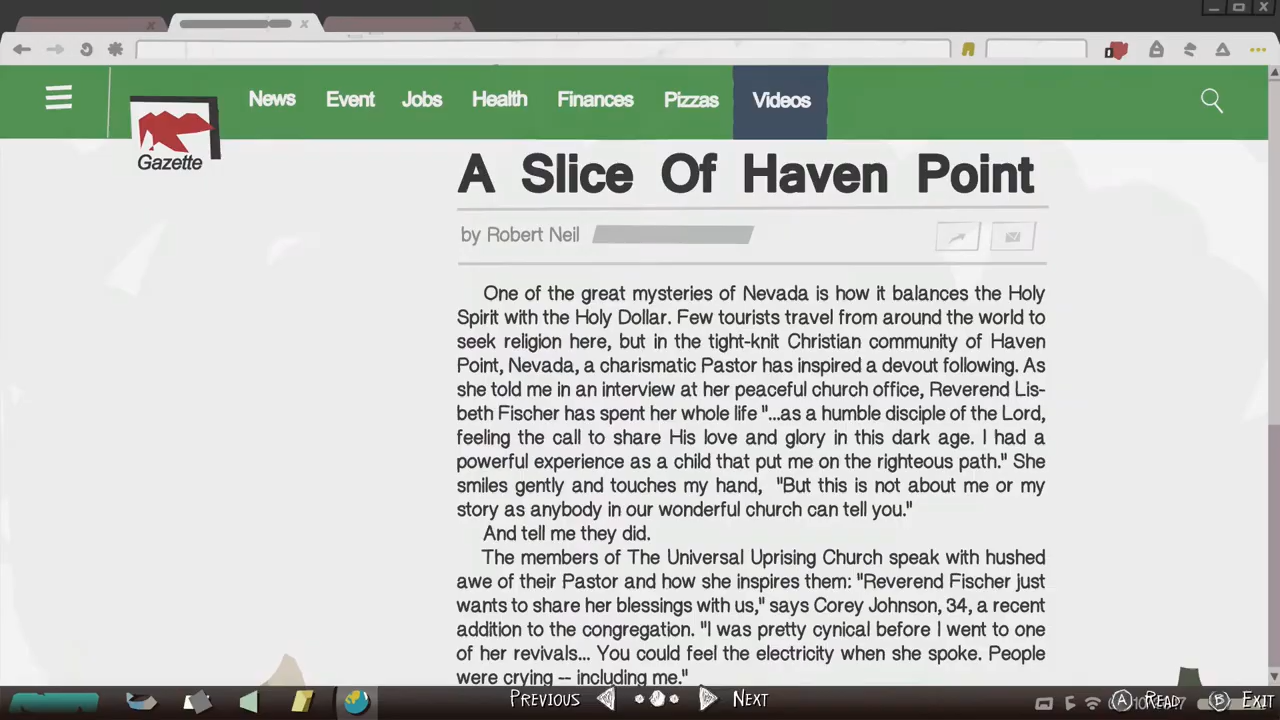 News Event Jobs Health Finances Pizzas Videos
Gazette
A Slice Of Haven Point
by Robert Neil
One of the great mysteries of Nevada is how it balances the Holy
Spirit with the Holy Dollar. Few tourists travel from around the world to
seek religion here, but in the tight-knit Christian community of Haven
Point, Nevada, a charismatic Pastor has inspired a devout following. As
she told me in an interview at her peaceful church office, Reverend Lis-
beth Fischer has spent her whole life "...as a humble disciple of the Lord,
feeling the call to share His love and glory in this dark age. I had a
powerful experience as a child that put me on the righteous path." She
smiles gently and touches my hand, "But this is not about me or my
story as anybody in our wonderful church can tell you."
And tell me they did.
The members of The Universal Uprising Church speak with hushed
awe of their Pastor and how she inspires them: "Reverend Fischer just
wants to share her blessings with us," says Corey Johnson, 34, a recent
addition to the congregation. "I was pretty cynical before I went to one
of her revivals... You could feel the electricity when she spoke. People
were crying -- including me."
Previous Next A Read B Exit